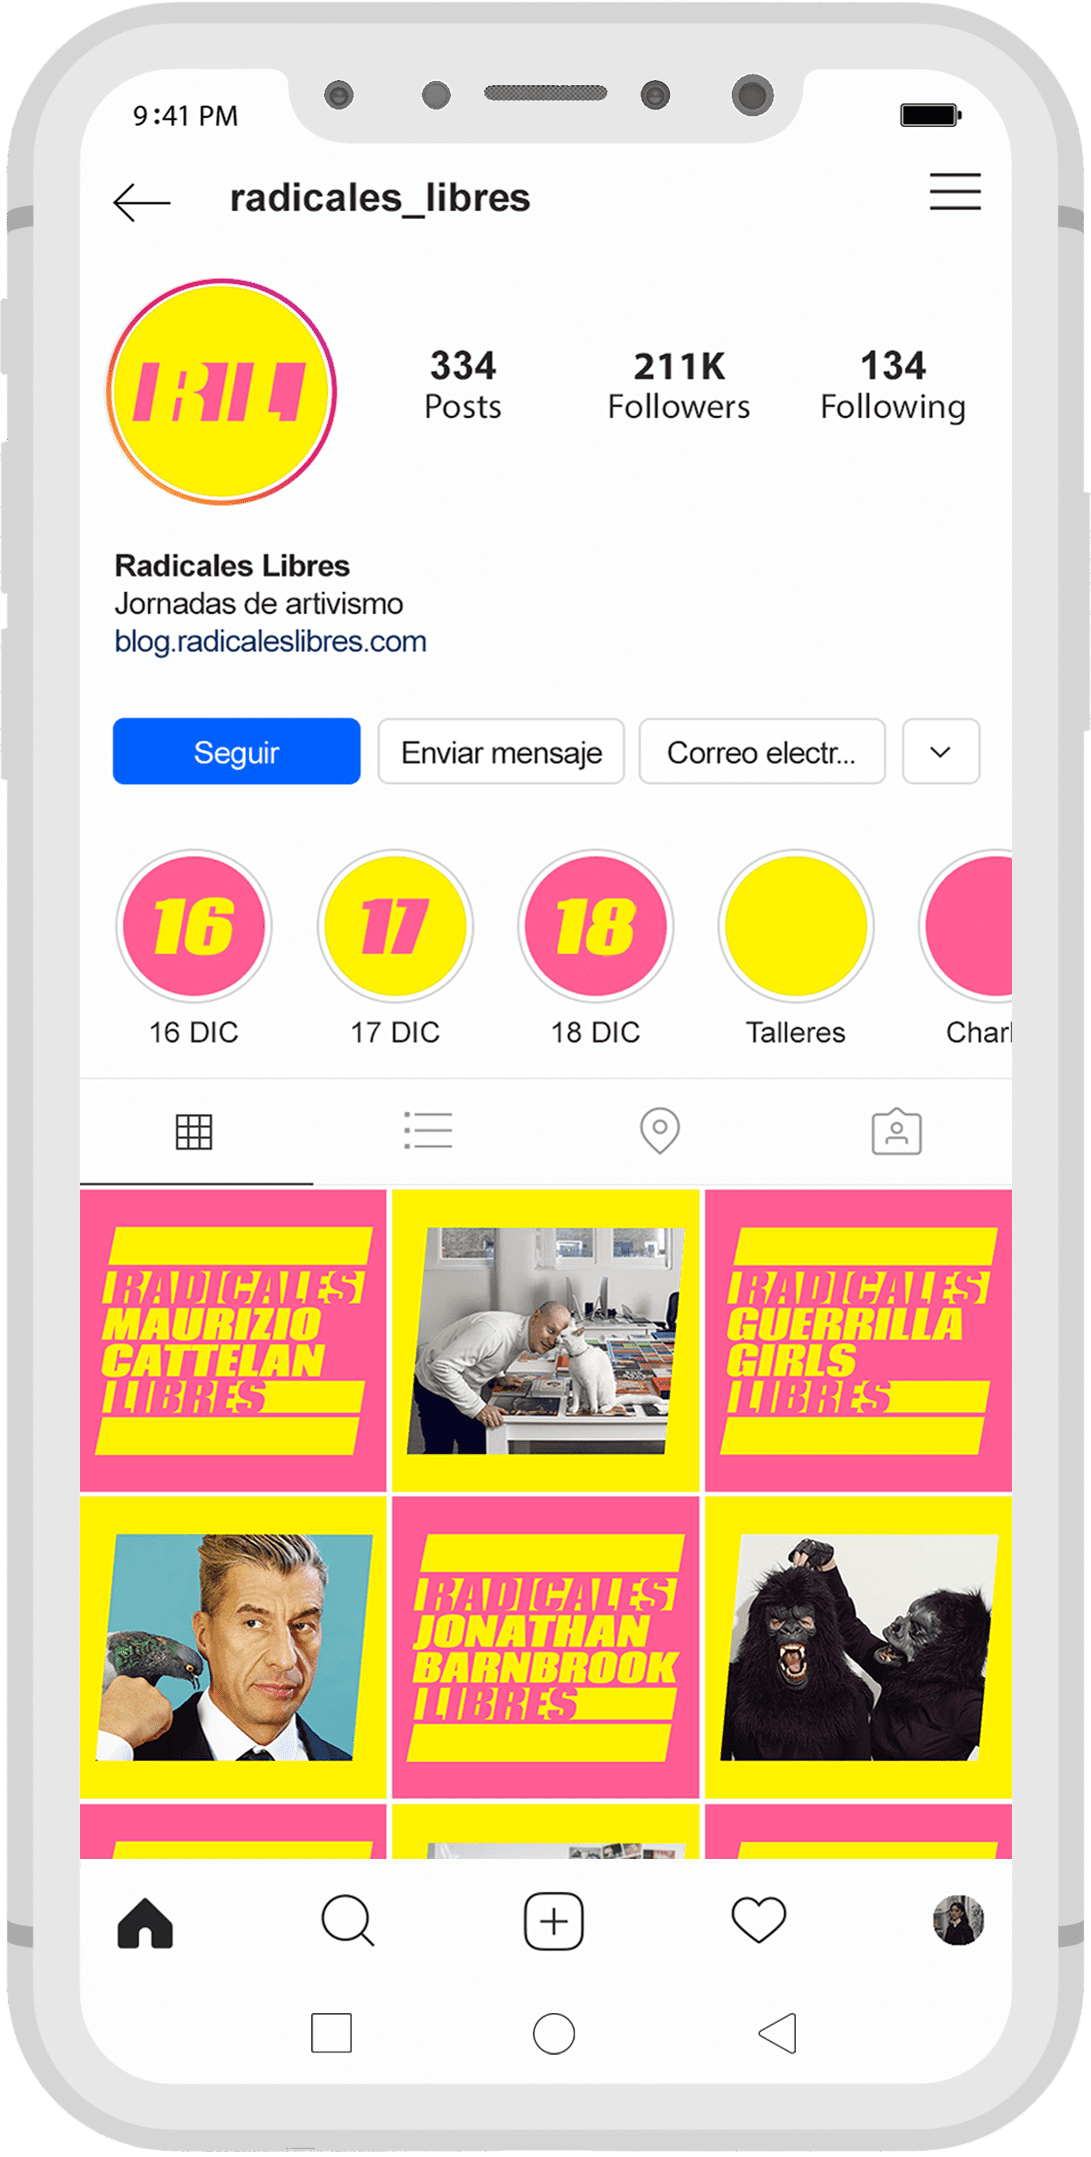 9:41 PM
radicales_libres
RL
334
Posts
211K
Followers
134
Following
Radicales Libres
Jornadas de artivismo
blog.radicaleslibres.com
Seguir
Enviar mensaje
Correo electr...
16
17
18
16 DIC
17 DIC
18 DIC
Talleres
Charl
RADICALES
MAURIZIO
CATTELAN
LIBRES
RADICALES
GUERRILLA
GIRLS
LIBRES
RADICALES
JONATHAN
BARNBROOK
LIBRES